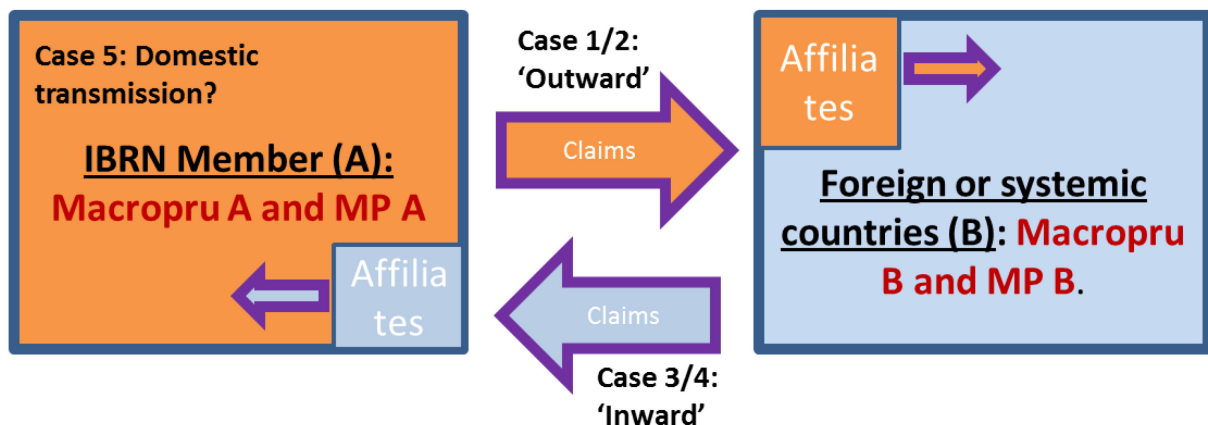 Case 5: Domestic
transmission?
IBRN Member (A):
Macropru A and MP A
Affilia
tes
Case 1/2:
‘Outward’
Claims
Claims
Case 3/4:
‘Inward’
Affilia
tes
Foreign or systemic
countries (B): Macropru
B and MP B.